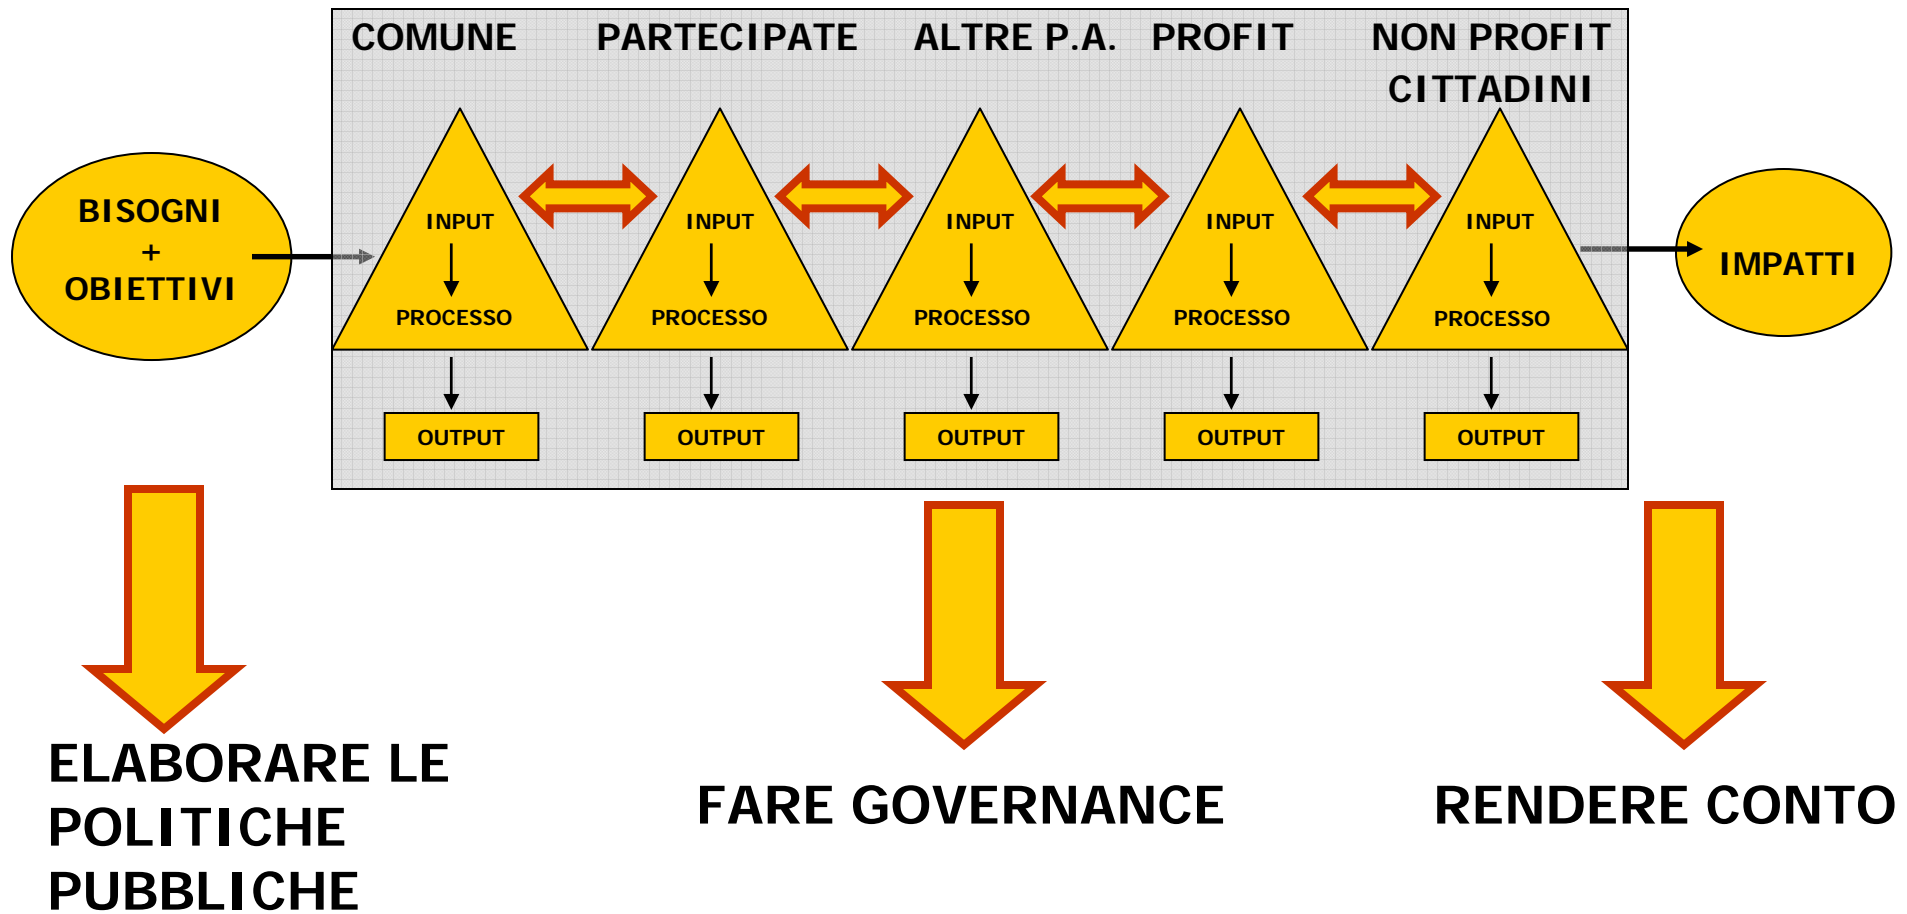 COMUNE PARTECIPATE ALTRE P.A. PROFIT NON PROFIT
CITTADINI
BISOGNI
+
OBIETTIVI
INPUT INPUT INPUT INPUT INPUT
PROCESSO PROCESSO PROCESSO PROCESSO PROCESSO
OUTPUT OUTPUT OUTPUT OUTPUT OUTPUT
IMPATTI
ELABORARE LE
POLITICHE
PUBBLICHE
FARE GOVERNANCE
RENDERE CONTO